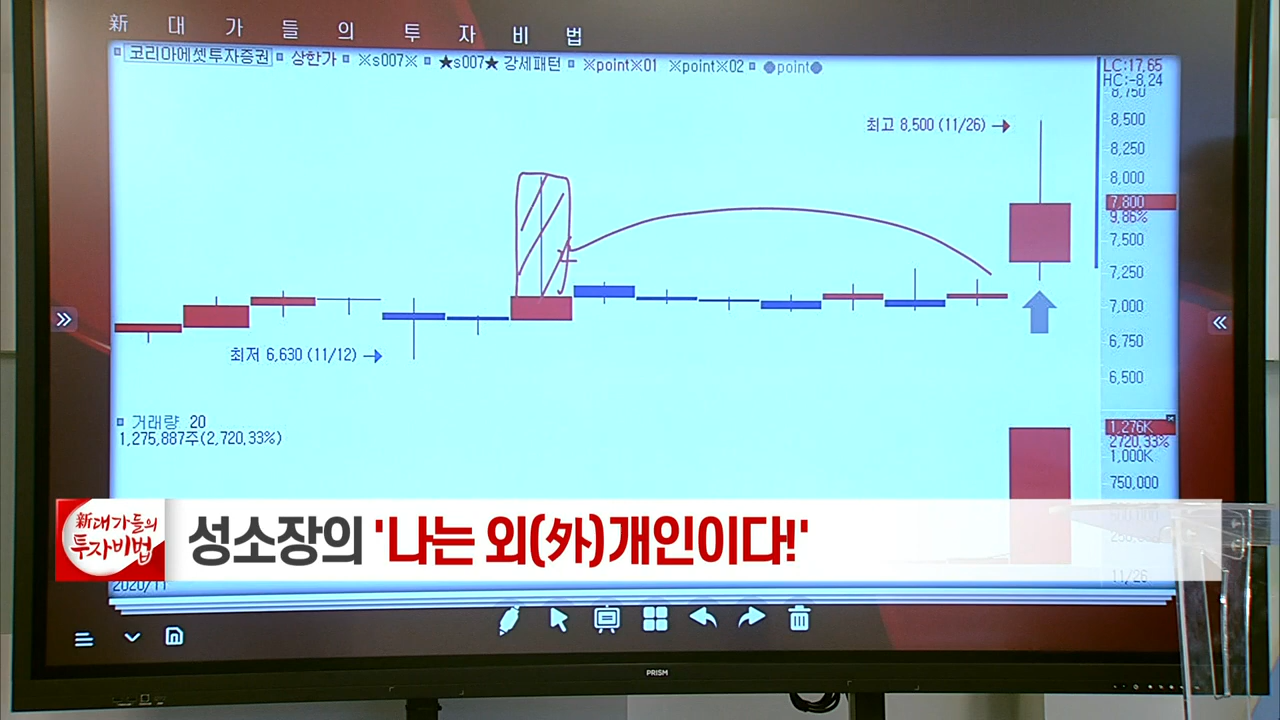 新 대 가 들 의 투 자 비 법
코리아에셋투자증권 상한가 ※s007※ ★s007★ 강세패턴 ※point※01 ※point※02 ●point●
LC:17,65
HC:-8,24
8,750
최고 8,500 (11/26) →
8,500
8,250
8,000
7,800
9,86%
7,500
7,250
7,000
최저 6,630 (11/12) →
6,750
6,500
거래량 20
1,275,887주(2,720,33%)
1,276K
2720,33%
1,000K
750,000
新대가들의
투자비법
성소장의 '나는 외(外)개인이다!'
2020/11
11/26
PRISM